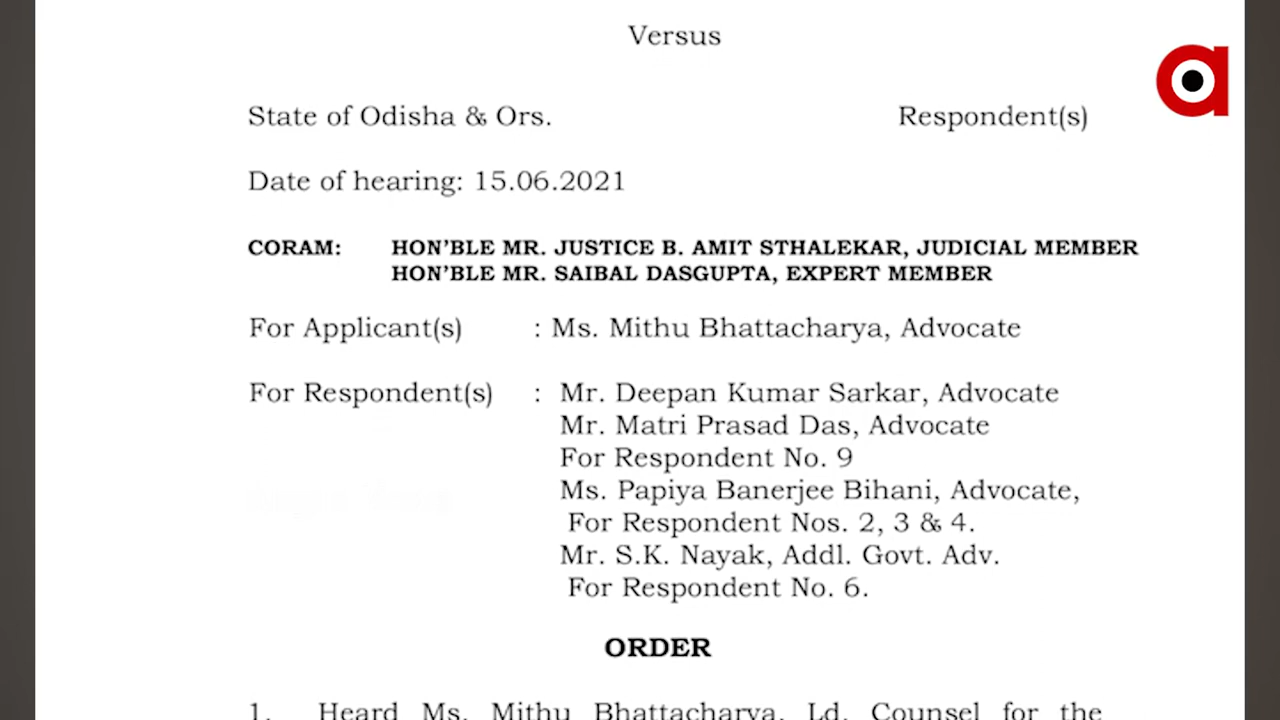 Versus
State of Odisha & Ors. Respondent(s)
Date of hearing: 15.06.2021
CORAM: HON'BLE MR. JUSTICE B. AMIT STHALEKAR, JUDICIAL MEMBER
HON'BLE MR. SAIBAL DASGUPTA, EXPERT MEMBER
For Applicant(s) : Ms. Mithu Bhattacharya, Advocate
For Respondent(s) : Mr. Deepan Kumar Sarkar, Advocate
Mr. Matri Prasad Das, Advocate
For Respondent No. 9
Ms. Papiya Banerjee Bihani, Advocate,
For Respondent Nos. 2, 3 & 4.
Mr. S.K. Nayak, Addl. Govt. Adv.
For Respondent No. 6.
ORDER
1. Heard Ms. Mithu Bhattacharya, Ld. Counsel for the